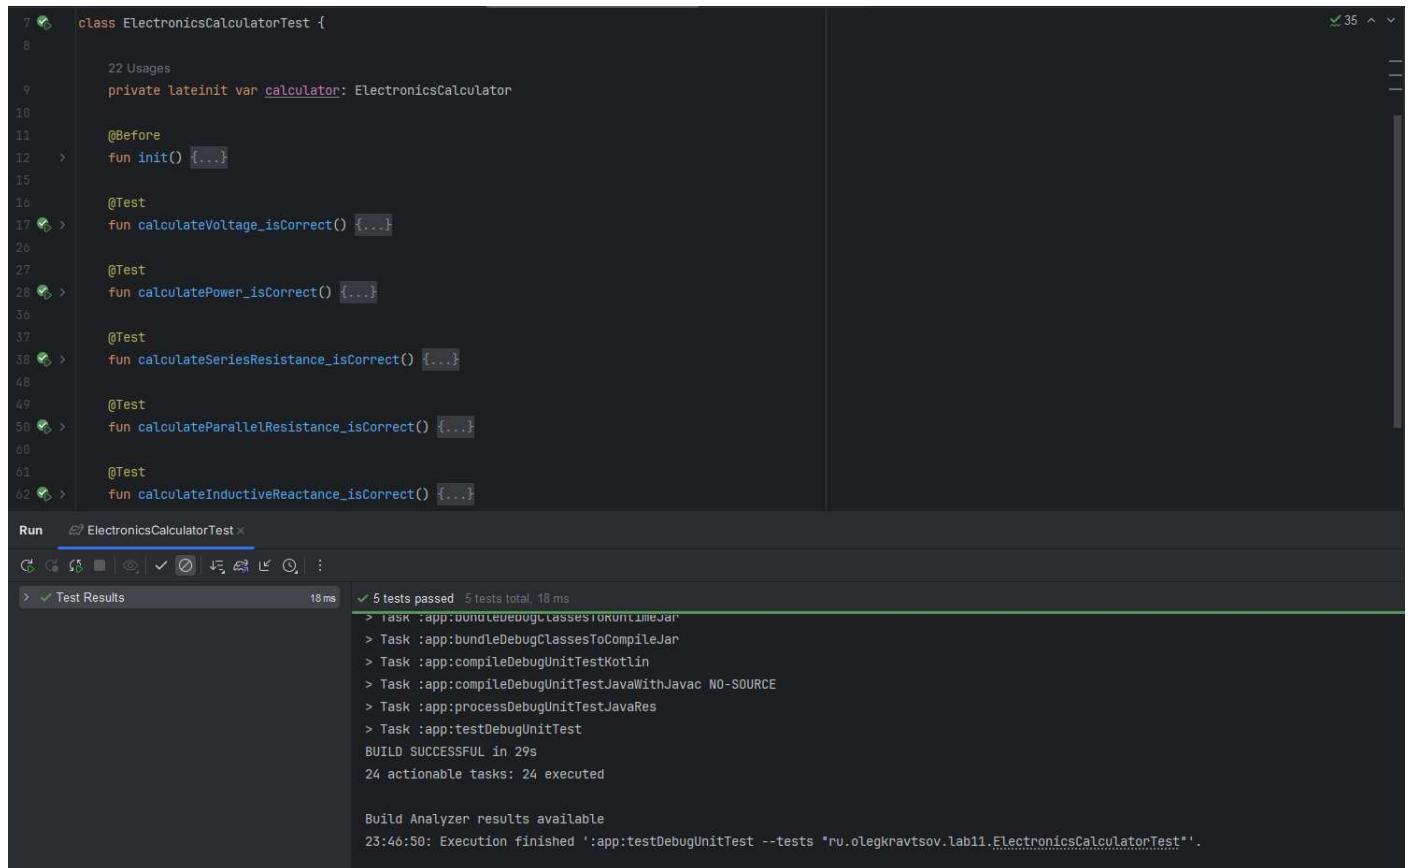 7 class ElectronicsCalculatorTest {
35
8
22 Usages
9 private lateinit var calculator: ElectronicsCalculator
10
11 @Before
12 fun init() {...}
15
16 @Test
17 fun calculateVoltage_isCorrect() {...}
26
27 @Test
28 fun calculatePower_isCorrect() {...}
36
37 @Test
38 fun calculateSeriesResistance_isCorrect() {...}
48
49 @Test
50 fun calculateParallelResistance_isCorrect() {...}
60
61 @Test
62 fun calculateInductiveReactance_isCorrect() {...}
Run ElectronicsCalculatorTest
Test Results 18 ms
5 tests passed 5 tests total, 18 ms
> Task :app:bundleDebugClassesToRuntimeJar
> Task :app:bundleDebugClassesToCompileJar
> Task :app:compileDebugUnitTestKotlin
> Task :app:compileDebugUnitTestJavaWithJavac NO-SOURCE
> Task :app:processDebugUnitTestJavaRes
> Task :app:testDebugUnitTest
BUILD SUCCESSFUL in 29s
24 actionable tasks: 24 executed
Build Analyzer results available
23:46:50: Execution finished ':app:testDebugUnitTest --tests "ru.olegkravtsov.lab11.ElectronicsCalculatorTest"'.